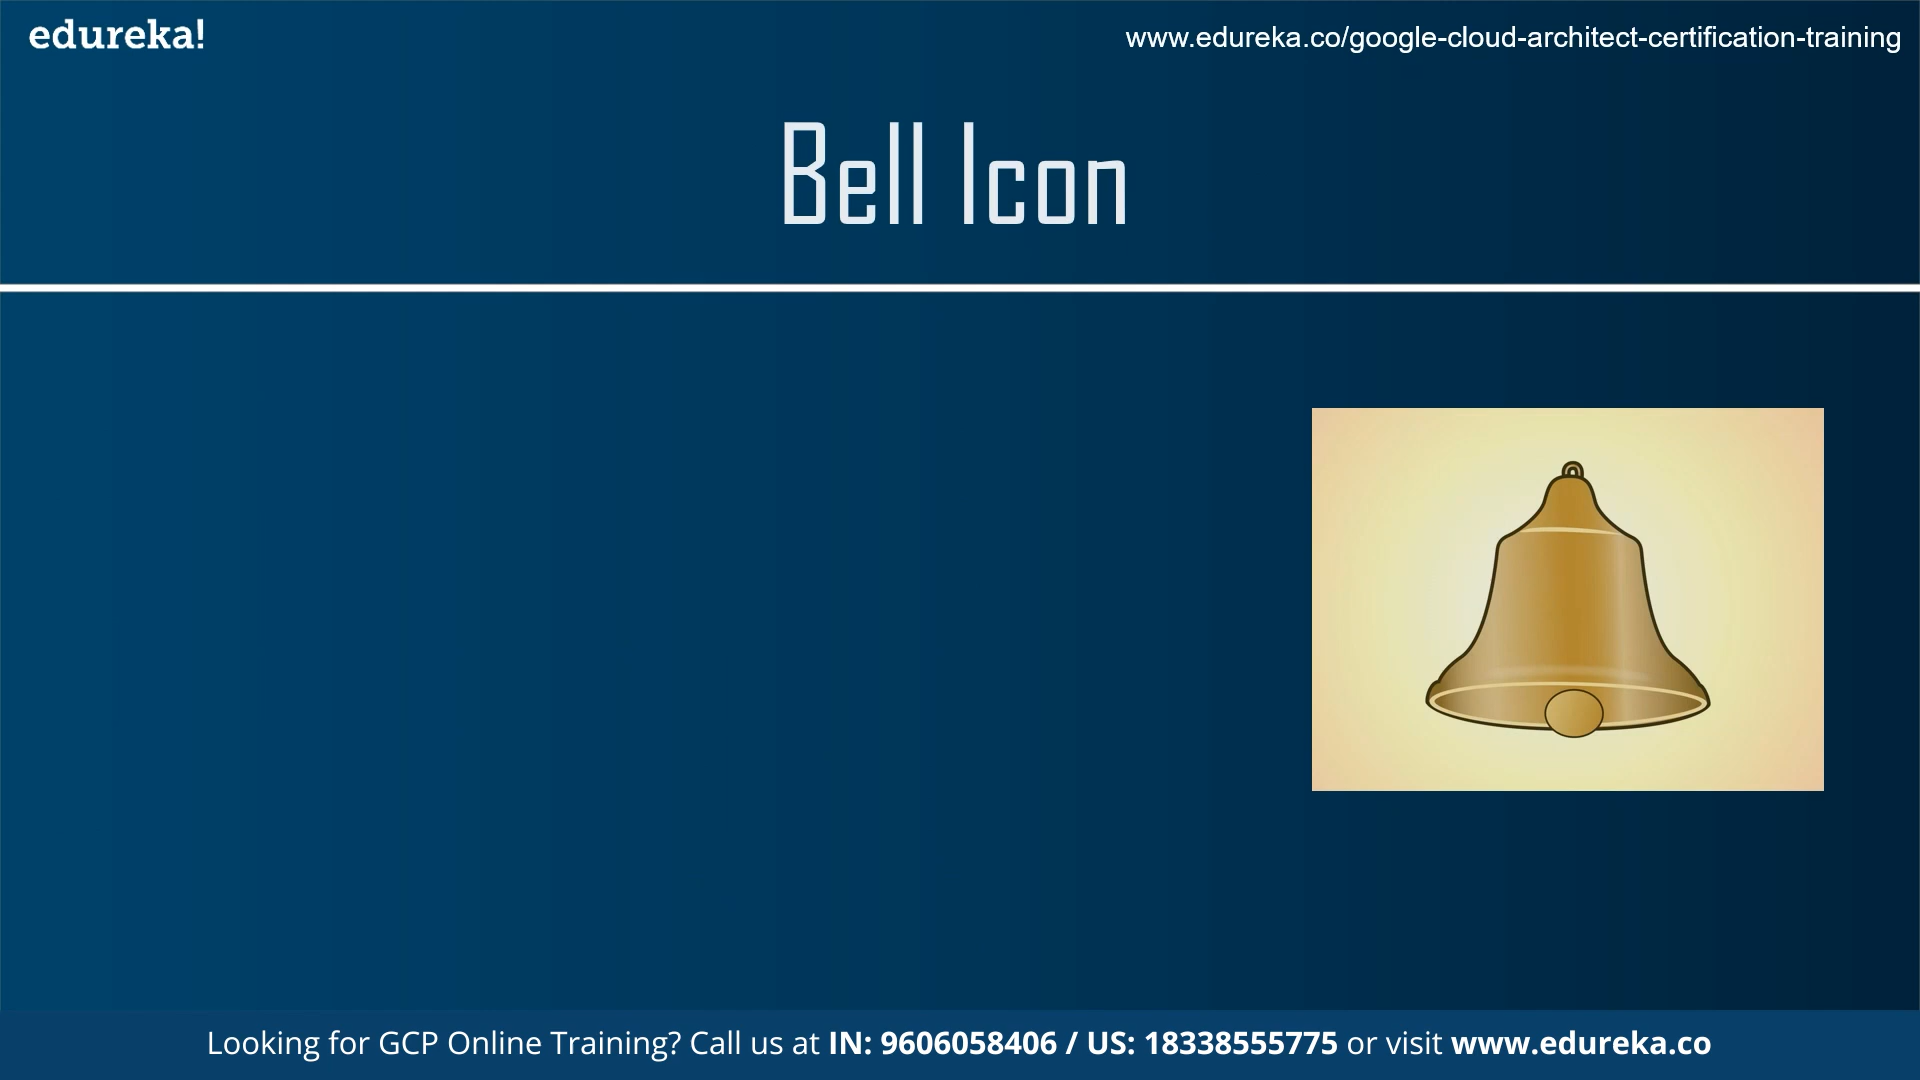 edureka!
www.edureka.co/google-cloud-architect-certification-training
Bell Icon
Looking for GCP Online Training? Call us at IN: 9606058406 / US: 18338555775 or visit www.edureka.co